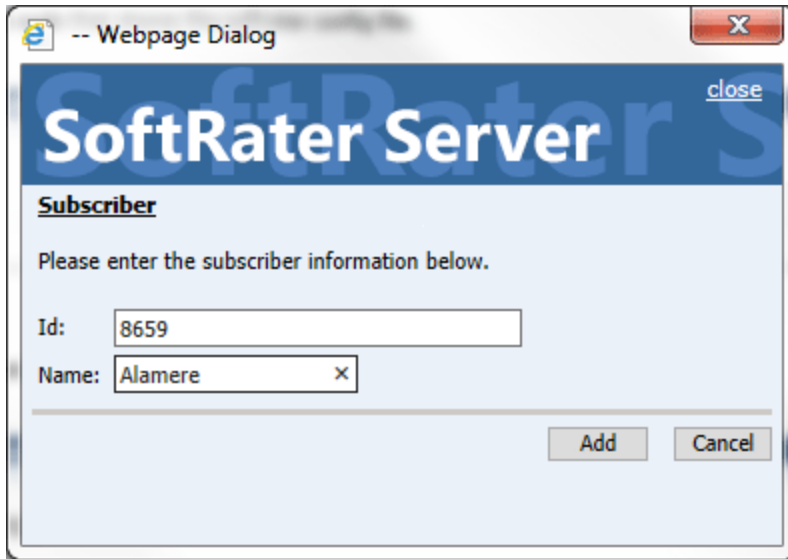 -- Webpage Dialog
close
SoftRater Server
Subscriber
Please enter the subscriber information below.
Id: 8659
Name: Alamere
Add Cancel